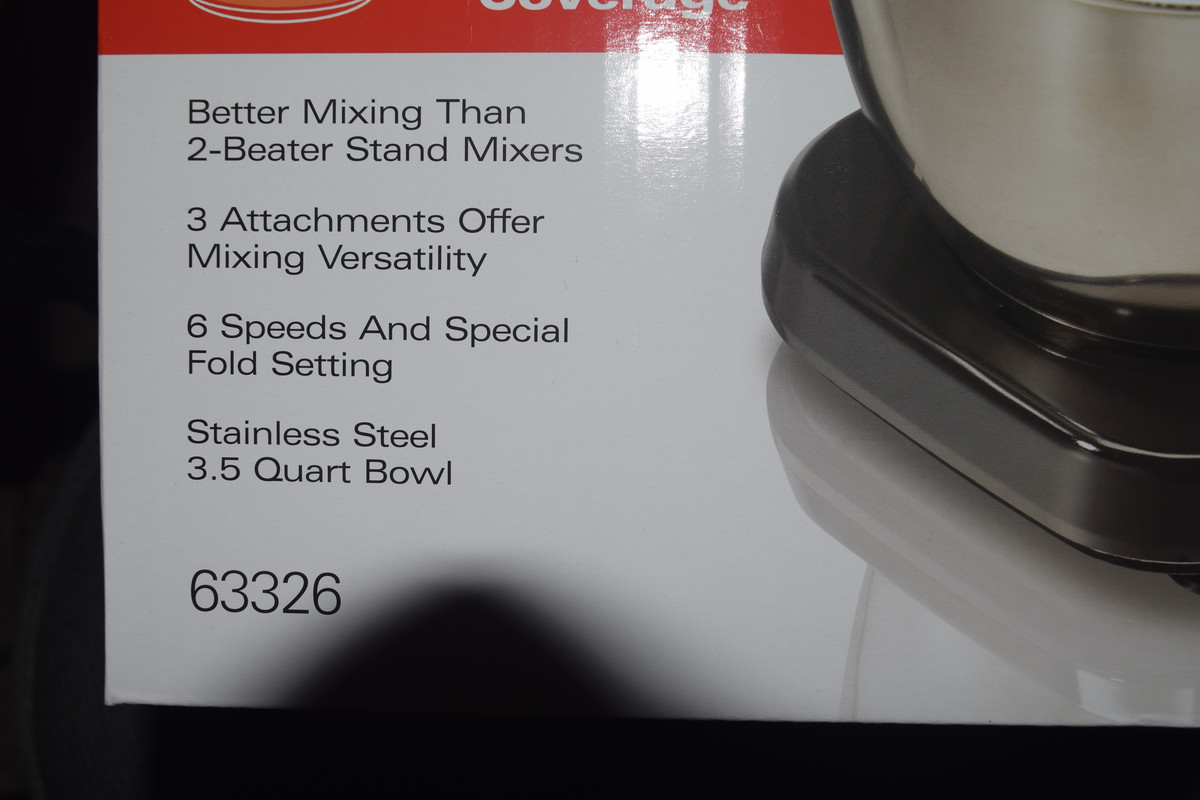 Coverage
Better Mixing Than
2-Beater Stand Mixers
3 Attachments Offer
Mixing Versatility
6 Speeds And Special
Fold Setting
Stainless Steel
3.5 Quart Bowl
63326